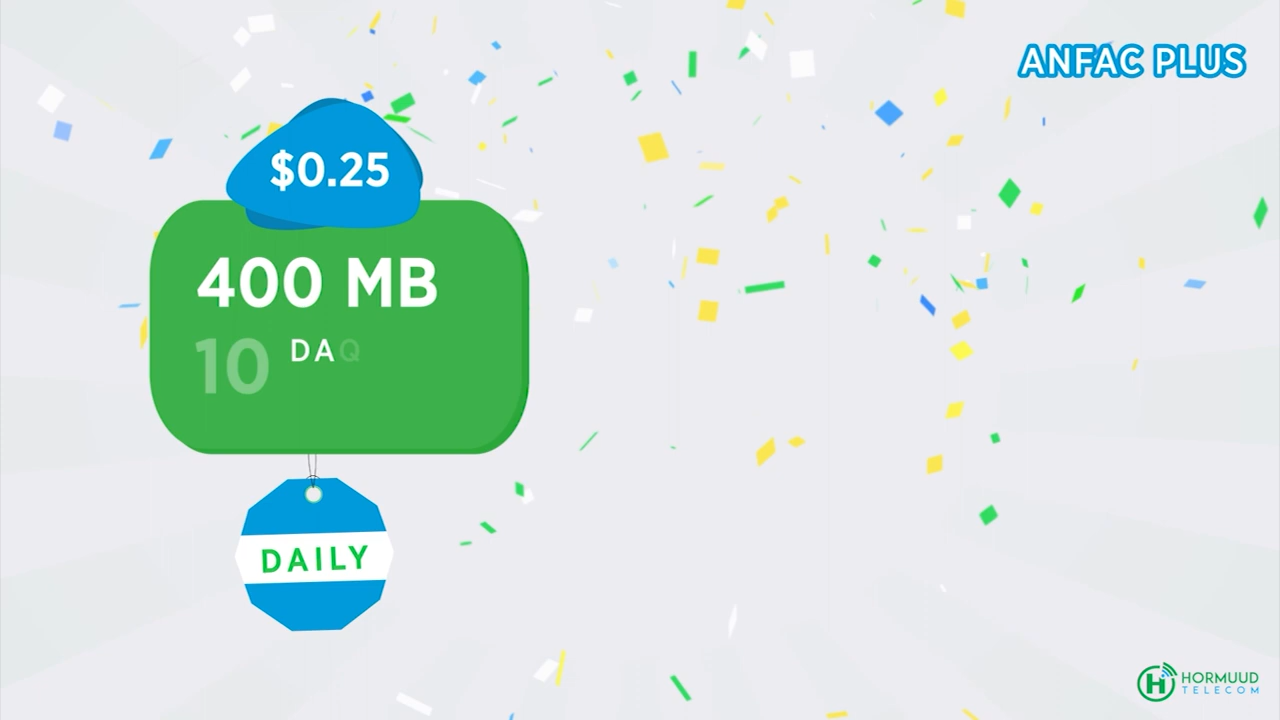 ANFAC PLUS
$0.25
400 MB
10 DAQ
DAILY
HORMUUD
TELECOM